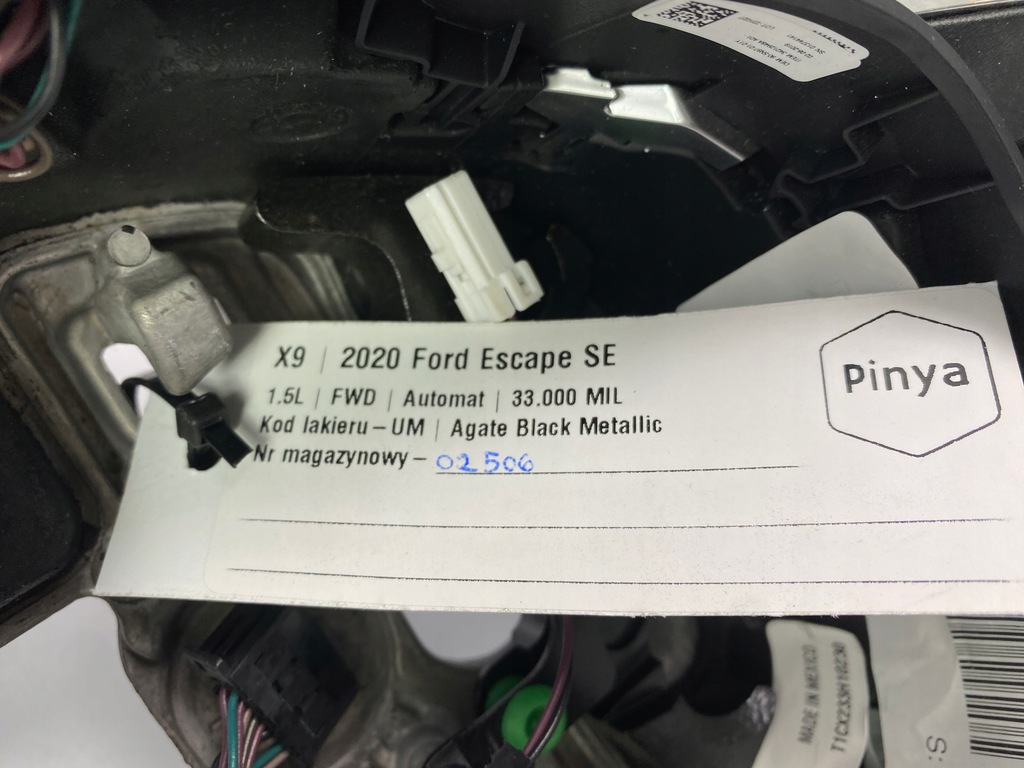 X9 | 2020 Ford Escape SE
1.5L | FWD | Automat | 33.000 MIL
Kod lakieru – UM | Agate Black Metallic
Nr magazynowy – 02506
Pinya
MADE IN MEXICO
S: